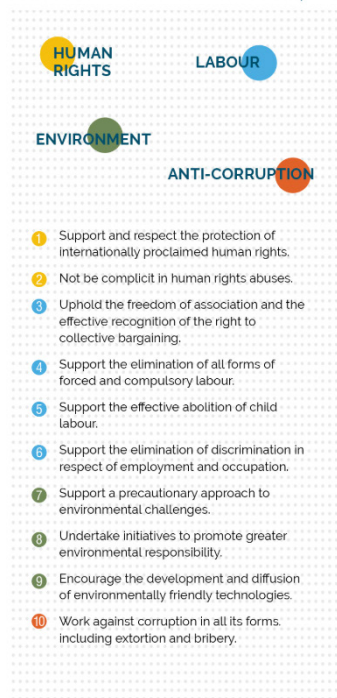 HUMAN
RIGHTS
LABOUR
ENVIRONMENT
ANTI-CORRUPTION
1 Support and respect the protection of
internationally proclaimed human rights.
2 Not be complicit in human rights abuses.
3 Uphold the freedom of association and the
effective recognition of the right to
collective bargaining.
4 Support the elimination of all forms of
forced and compulsory labour.
5 Support the effective abolition of child
labour.
6 Support the elimination of discrimination in
respect of employment and occupation.
7 Support a precautionary approach to
environmental challenges.
8 Undertake initiatives to promote greater
environmental responsibility.
9 Encourage the development and diffusion
of environmentally friendly technologies.
10 Work against corruption in all its forms.
including extortion and bribery.